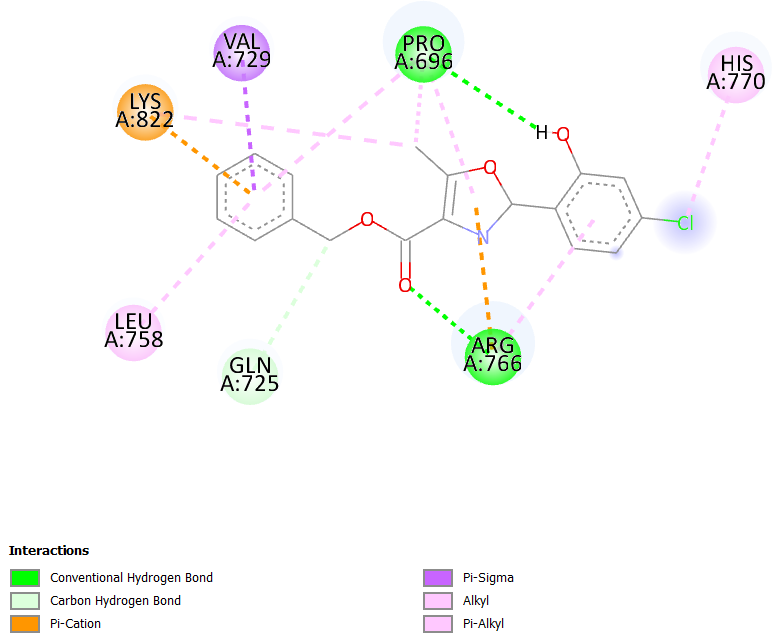 VAL
A:729
PRO
A:696
HIS
A:770
LYS
A:822
H O
O
O
Cl
N
O
LEU
A:758
GLN
A:725
ARG
A:766
Interactions
Conventional Hydrogen Bond
Carbon Hydrogen Bond
Pi-Cation
Pi-Sigma
Alkyl
Pi-Alkyl